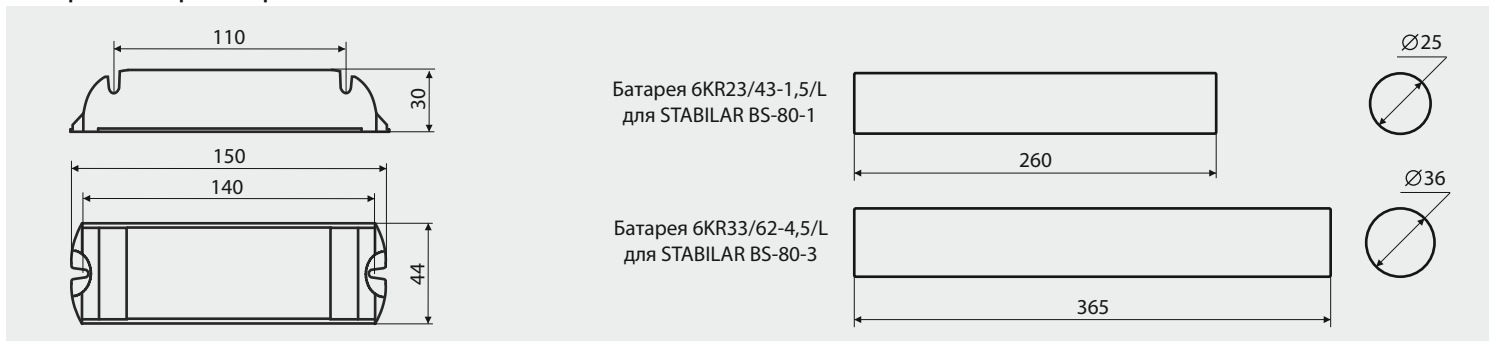 110
30
150
140
44
Батарея 6KR23/43-1,5/L
для STABILAR BS-80-1
260
∅25
Батарея 6KR33/62-4,5/L
для STABILAR BS-80-3
365
∅36